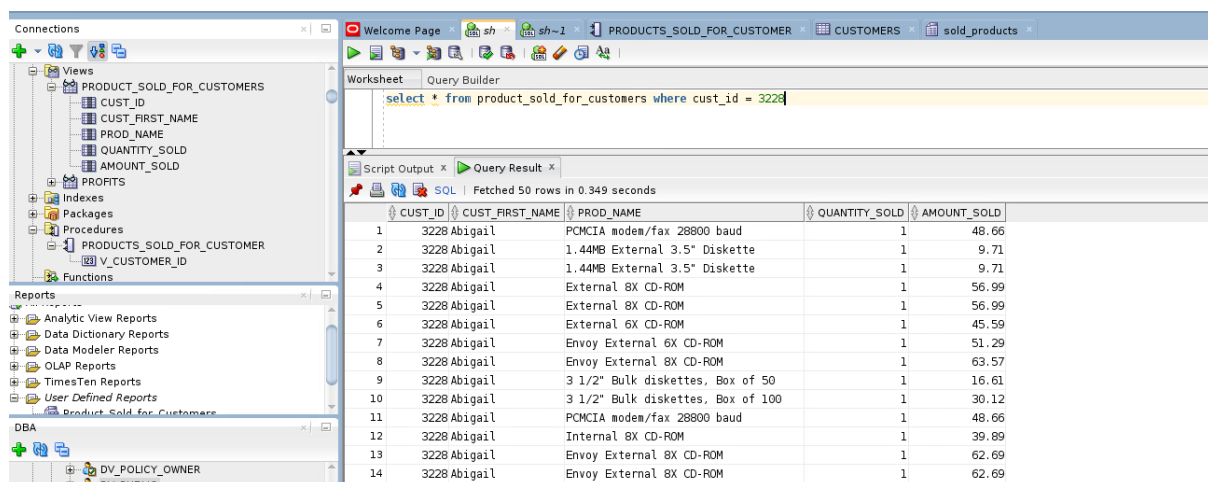 Connections
Views
PRODUCT_SOLD_FOR_CUSTOMERS
CUST_ID
CUST_FIRST_NAME
PROD_NAME
QUANTITY_SOLD
AMOUNT_SOLD
PROFITS
Indexes
Packages
Procedures
PRODUCTS_SOLD_FOR_CUSTOMER
V_CUSTOMER_ID
Functions
Reports
Analytic View Reports
Data Dictionary Reports
Data Modeler Reports
OLAP Reports
TimesTen Reports
User Defined Reports
Product Sold for Customers
DBA
DV_POLICY_OWNER
Welcome Page sh sh~1 PRODUCTS_SOLD_FOR_CUSTOMER CUSTOMERS sold_products
Worksheet Query Builder
select * from product_sold_for_customers where cust_id = 3228
Script Output x Query Result x
SQL | Fetched 50 rows in 0.349 seconds
CUST_ID CUST_FIRST_NAME PROD_NAME QUANTITY_SOLD AMOUNT_SOLD
1 3228 Abigail PCMCIA modem/fax 28800 baud 1 48.66
2 3228 Abigail 1.44MB External 3.5" Diskette 1 9.71
3 3228 Abigail 1.44MB External 3.5" Diskette 1 9.71
4 3228 Abigail External 8X CD-ROM 1 56.99
5 3228 Abigail External 8X CD-ROM 1 56.99
6 3228 Abigail External 6X CD-ROM 1 45.59
7 3228 Abigail Envoy External 6X CD-ROM 1 51.29
8 3228 Abigail Envoy External 8X CD-ROM 1 63.57
9 3228 Abigail 3 1/2" Bulk diskettes, Box of 50 1 16.61
10 3228 Abigail 3 1/2" Bulk diskettes, Box of 100 1 30.12
11 3228 Abigail PCMCIA modem/fax 28800 baud 1 48.66
12 3228 Abigail Internal 8X CD-ROM 1 39.89
13 3228 Abigail Envoy External 8X CD-ROM 1 62.69
14 3228 Abigail Envoy External 8X CD-ROM 1 62.69